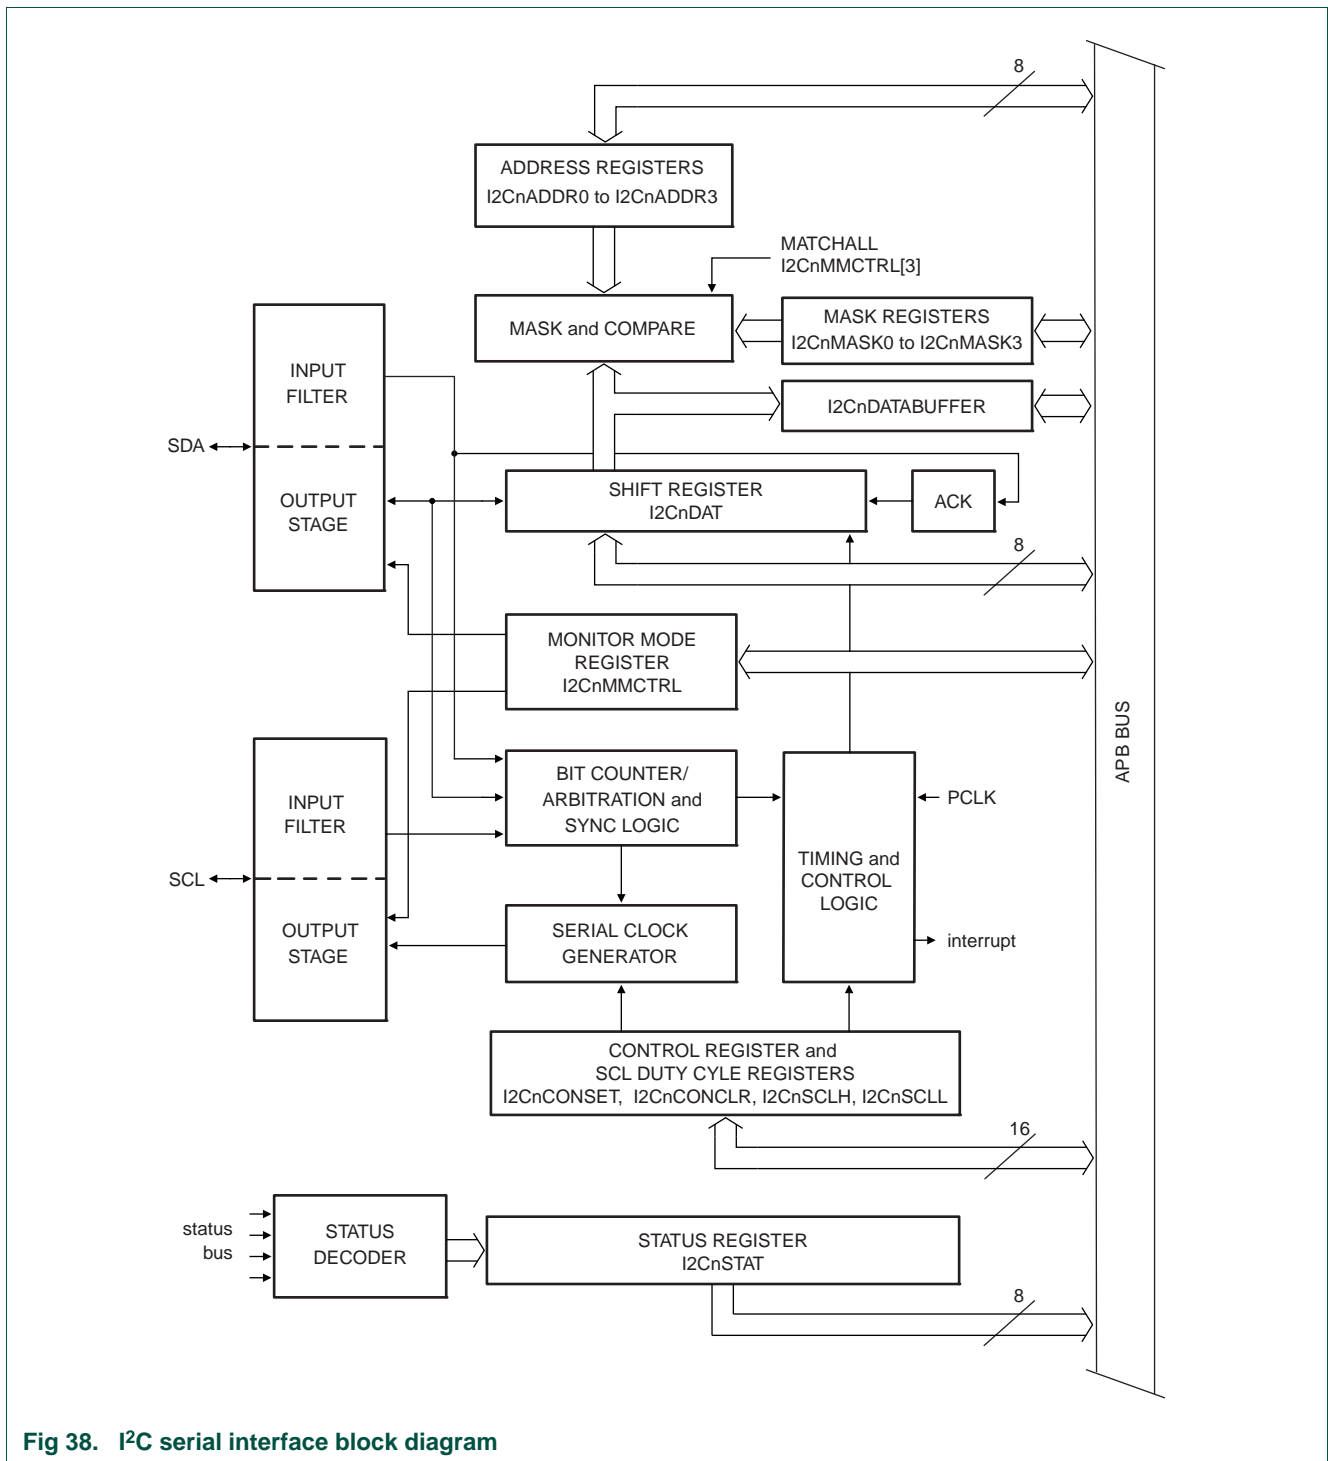 8
ADDRESS REGISTERS
I2CnADDR0 to I2CnADDR3
MATCHALL
I2CnMMCTRL[3]
MASK and COMPARE
MASK REGISTERS
I2CnMASK0 to I2CnMASK3
I2CnDATABUFFER
INPUT
FILTER
SDA
OUTPUT
STAGE
SHIFT REGISTER
I2CnDAT
ACK
8
MONITOR MODE
REGISTER
I2CnMMCTRL
APB BUS
INPUT
FILTER
SCL
OUTPUT
STAGE
BIT COUNTER/
ARBITRATION and
SYNC LOGIC
PCLK
TIMING and
CONTROL
LOGIC
SERIAL CLOCK
GENERATOR
interrupt
CONTROL REGISTER and
SCL DUTY CYLE REGISTERS
I2CnCONSET, I2CnCONCLR, I2CnSCLH, I2CnSCLL
16
status
bus
STATUS
DECODER
STATUS REGISTER
I2CnSTAT
8
Fig 38. I²C serial interface block diagram